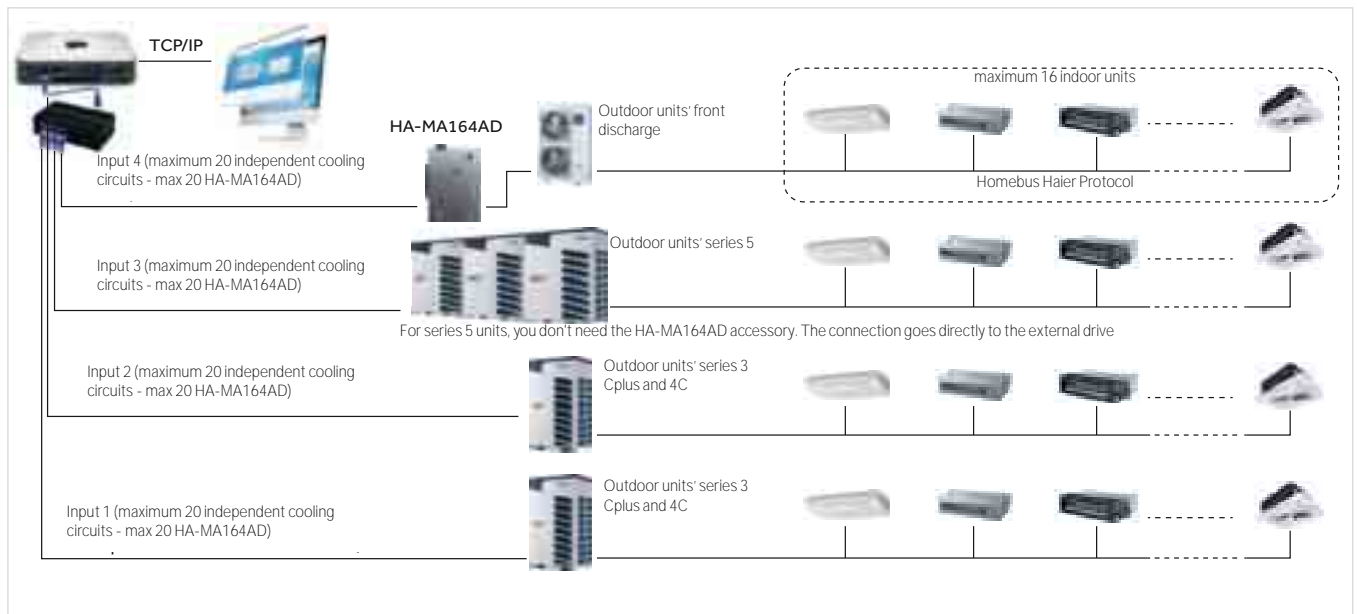 TCP/IP
maximum 16 indoor units
Outdoor units' front
discharge
HA-MA164AD
Input 4 (maximum 20 independent cooling
circuits - max 20 HA-MA164AD)
Homebus Haier Protocol
Outdoor units' series 5
Input 3 (maximum 20 independent cooling
circuits - max 20 HA-MA164AD)
For series 5 units, you don't need the HA-MA164AD accessory. The connection goes directly to the external drive
Outdoor units' series 3
Cplus and 4C
Input 2 (maximum 20 independent cooling
circuits - max 20 HA-MA164AD)
Outdoor units' series 3
Cplus and 4C
Input 1 (maximum 20 independent cooling
circuits - max 20 HA-MA164AD)